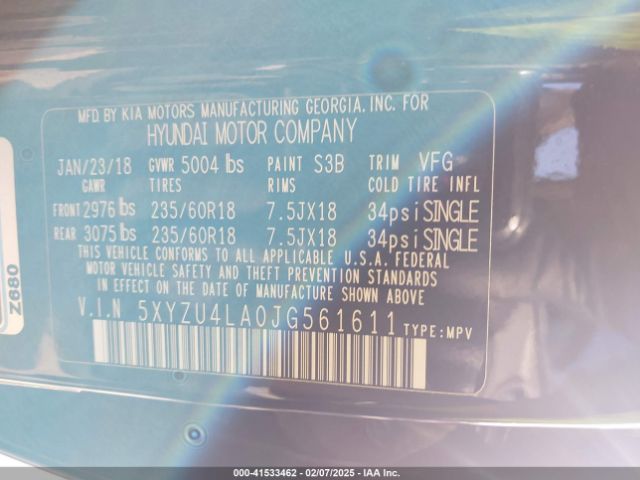 MFD BY KIA MOTORS MANUFACTURING GEORGIA, INC. FOR
HYUNDAI MOTOR COMPANY
JAN/23/18 GVWR 5004 lbs PAINT S3B TRIM VFG
GAWR TIRES RIMS COLD TIRE INFL
FRONT 2976 lbs 235/60R18 7.5JX18 34psi SINGLE
REAR 3075 lbs 235/60R18 7.5JX18 34psi SINGLE
THIS VEHICLE CONFORMS TO ALL APPLICABLE U.S.A. FEDERAL
MOTOR VEHICLE SAFETY AND THEFT PREVENTION STANDARDS
IN EFFECT ON THE DATE OF MANUFACTURE SHOWN ABOVE.
V.I.N 5XYZU4LA0JG561611 TYPE:MPV
Z680
© 000-41533462 - 02/07/2025 - IAA Inc.